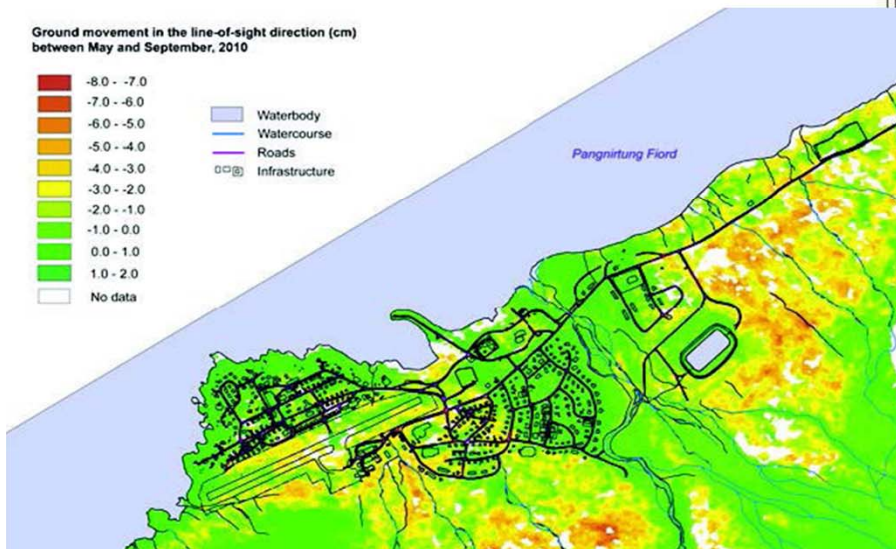 Ground movement in the line-of-sight direction (cm)
between May and September, 2010
-8.0 - -7.0
-7.0 - -6.0
-6.0 - -5.0
-5.0 - -4.0
-4.0 - -3.0
-3.0 - -2.0
-2.0 - -1.0
-1.0 - 0.0
0.0 - 1.0
1.0 - 2.0
No data
Waterbody
Watercourse
Roads
Infrastructure
Pangnirtung Fiord